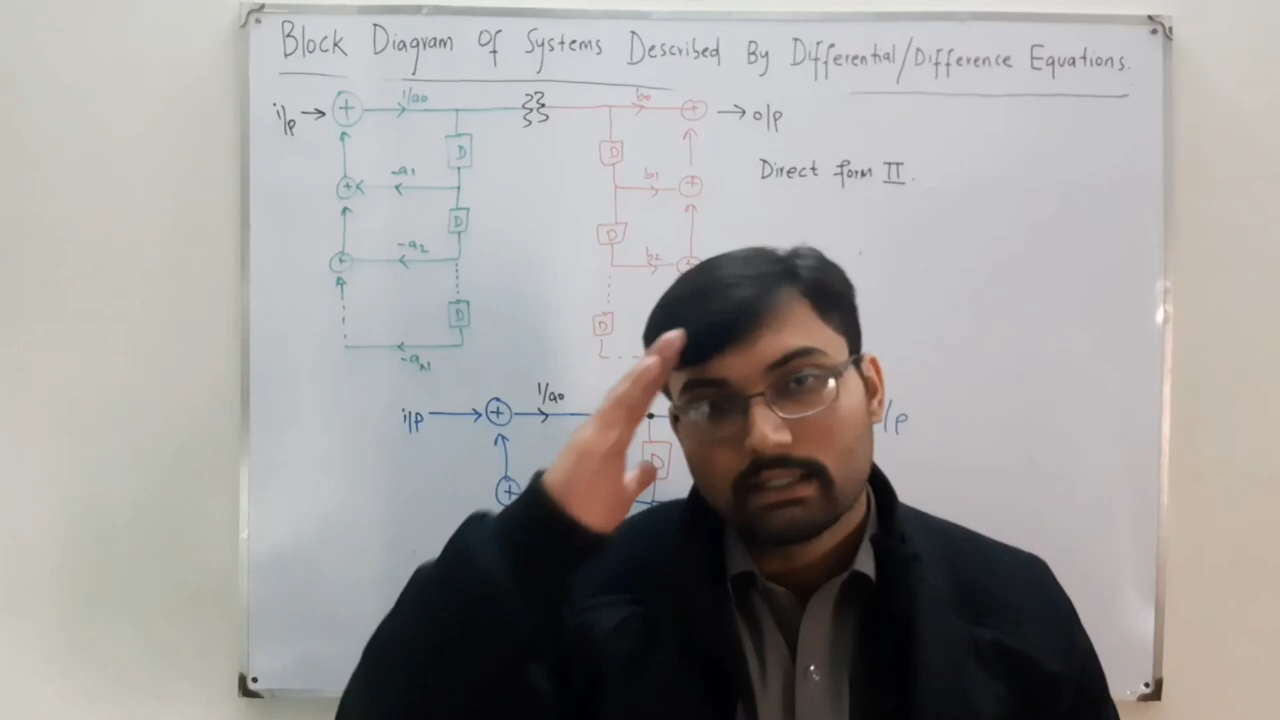 Block Diagram Of Systems Described By Differential/Difference Equations.
i/p 1/a0 b0 o/p
D D
Direct form II.
-a1 b1
D D
-a2 b2
D D
-aN
i/p 1/a0 /p
D